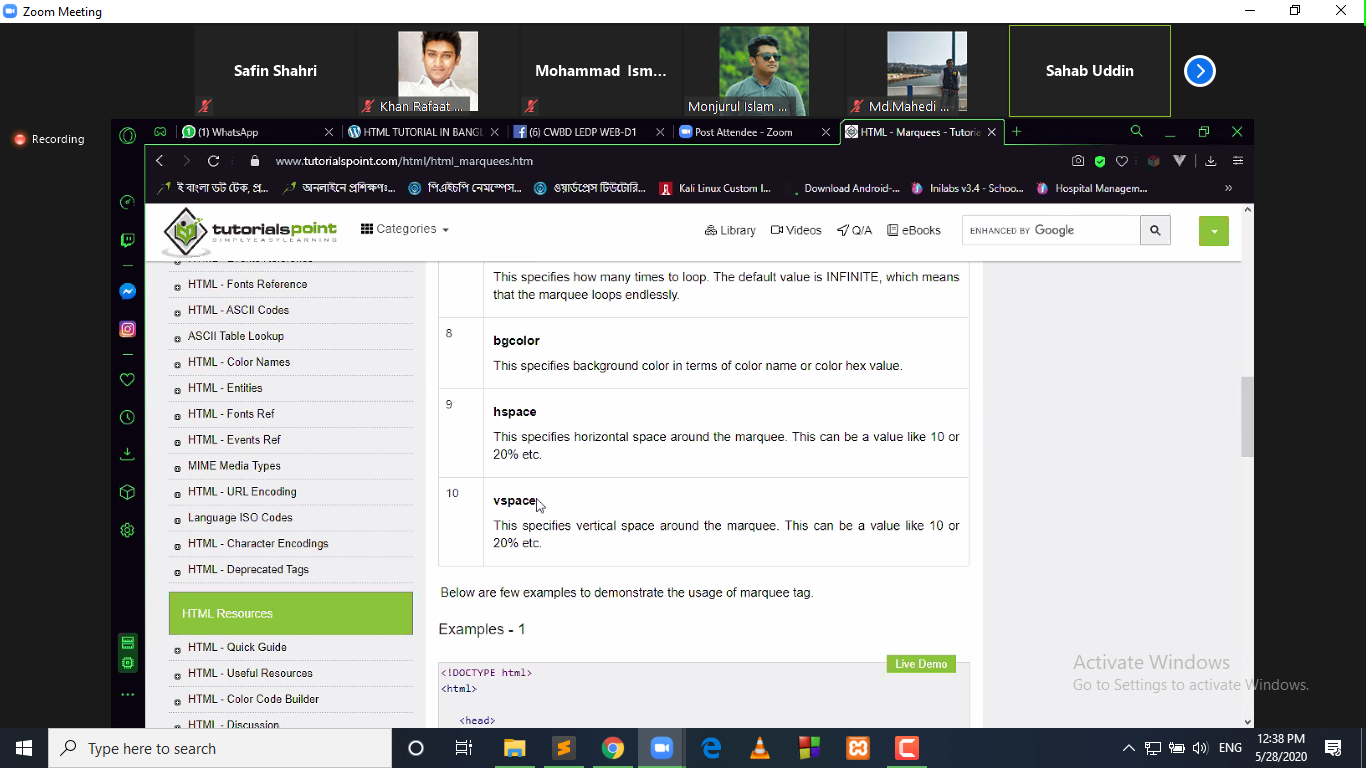 Zoom Meeting
Safin Shahri
Khan Rafaat ...
Mohammad Ism...
Monjurul Islam ...
Md.Mahedi ...
Sahab Uddin
Recording
(1) WhatsApp
HTML TUTORIAL IN BANGL
(6) CWBD LEDP WEB-D1
Post Attendee - Zoom
HTML - Marquees - Tutoria
www.tutorialspoint.com/html/html_marquees.htm
ই বাংলা ডট টেক, প্র...
অনলাইনে প্রশিক্ষণঃ...
পিএইচপি নেমস্পেস...
ওয়ার্ডপ্রেস টিউটোরি...
Kali Linux Custom I...
Download Android-...
Inilabs v3.4 - Schoo...
Hospital Managem...
»
tutorialspoint
SIMPLYEASYLEARNING
Categories
Library
Videos
Q/A
eBooks
ENHANCED BY Google
HTML - Events Reference
HTML - Fonts Reference
HTML - ASCII Codes
ASCII Table Lookup
HTML - Color Names
HTML - Entities
HTML - Fonts Ref
HTML - Events Ref
MIME Media Types
HTML - URL Encoding
Language ISO Codes
HTML - Character Encodings
HTML - Deprecated Tags
HTML Resources
HTML - Quick Guide
HTML - Useful Resources
HTML - Color Code Builder
HTML - Discussion
This specifies how many times to loop. The default value is INFINITE, which means
that the marquee loops endlessly.
8
bgcolor
This specifies background color in terms of color name or color hex value.
9
hspace
This specifies horizontal space around the marquee. This can be a value like 10 or
20% etc.
10
vspace
This specifies vertical space around the marquee. This can be a value like 10 or
20% etc.
Below are few examples to demonstrate the usage of marquee tag.
Examples - 1
Live Demo
<!DOCTYPE html>
<html>
<head>
Activate Windows
Go to Settings to activate Windows.
Type here to search
ENG
12:38 PM
5/28/2020